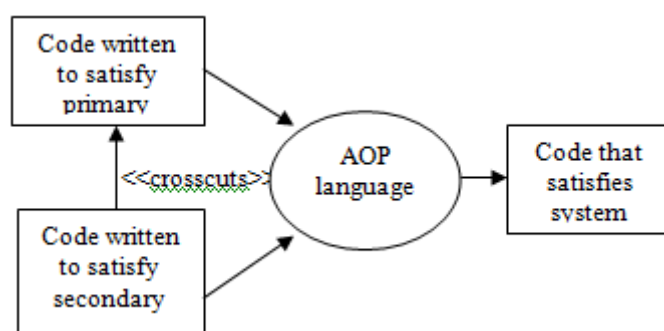 Code written
to satisfy
primary
<<crosscuts>>
AOP
language
Code that
satisfies
system
Code written
to satisfy
secondary